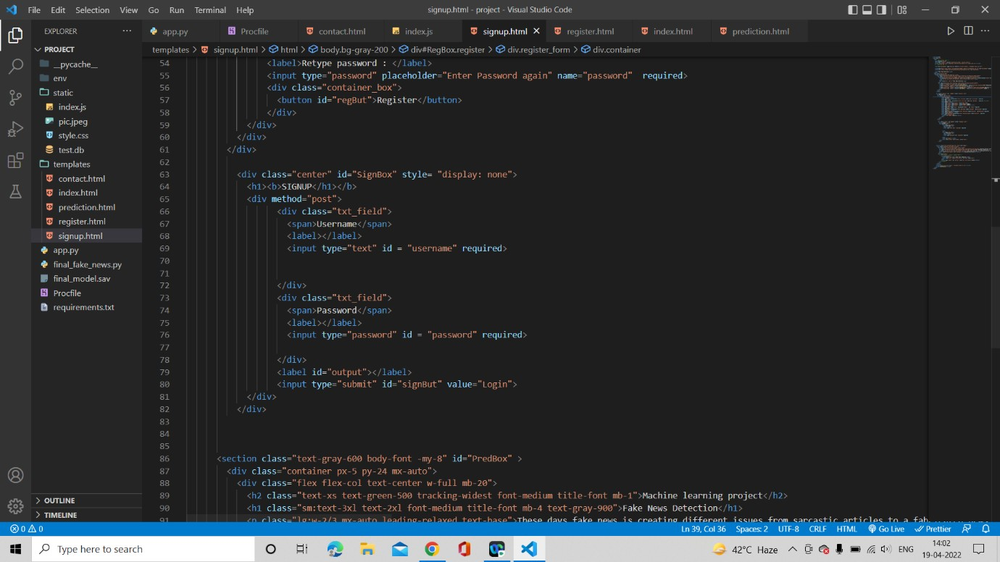 File Edit Selection View Go Run Terminal Help signup.html - project - Visual Studio Code
EXPLORER
app.py Procfile contact.html index.js signup.html register.html index.html prediction.html
templates > signup.html > html > body.bg-gray-200 > div#RegBox.register > div.register_form > div.container
PROJECT
__pycache__
env
static
index.js
pic.jpeg
style.css
test.db
templates
contact.html
index.html
prediction.html
register.html
signup.html
app.py
final_fake_news.py
final_model.sav
Procfile
requirements.txt
OUTLINE
TIMELINE
54 <label>Retype password : </label>
55 <input type="password" placeholder="Enter Password again" name="password"  required>
56 <div class="container_box">
57 <button id="regBut">Register</button>
58 </div>
59 </div>
60 </div>
61 </div>
62
63 <div class="center" id="SignBox" style= "display: none">
64 <h1><b>SIGNUP</h1></b>
65 <div method="post">
66 <div class="txt_field">
67 <span>Username</span>
68 <label></label>
69 <input type="text" id = "username" required>
70
71
72 </div>
73 <div class="txt_field">
74 <span>Password</span>
75 <label></label>
76 <input type="password" id = "password" required>
77
78 </div>
79 <label id="output"></label>
80 <input type="submit" id="signBut" value="Login">
81 </div>
82 </div>
83
84
85
86 <section class="text-gray-600 body-font -my-8" id="PredBox" >
87 <div class="container px-5 py-24 mx-auto">
88 <div class="flex flex-col text-center w-full mb-20">
89 <h2 class="text-xs text-green-500 tracking-widest font-medium title-font mb-1">Machine learning project</h2>
90 <h1 class="sm:text-3xl text-2xl font-medium title-font mb-4 text-gray-900">Fake News Detection</h1>
91 <p class="lg:w-2/3 mx-auto leading-relaxed text-base">These days fake news is creating different issues from sarcastic articles to a fab
0 0 Ln 39, Col 36 Spaces: 2 UTF-8 CRLF HTML Go Live Prettier
Type here to search 42°C Haze ENG 14:02
19-04-2022